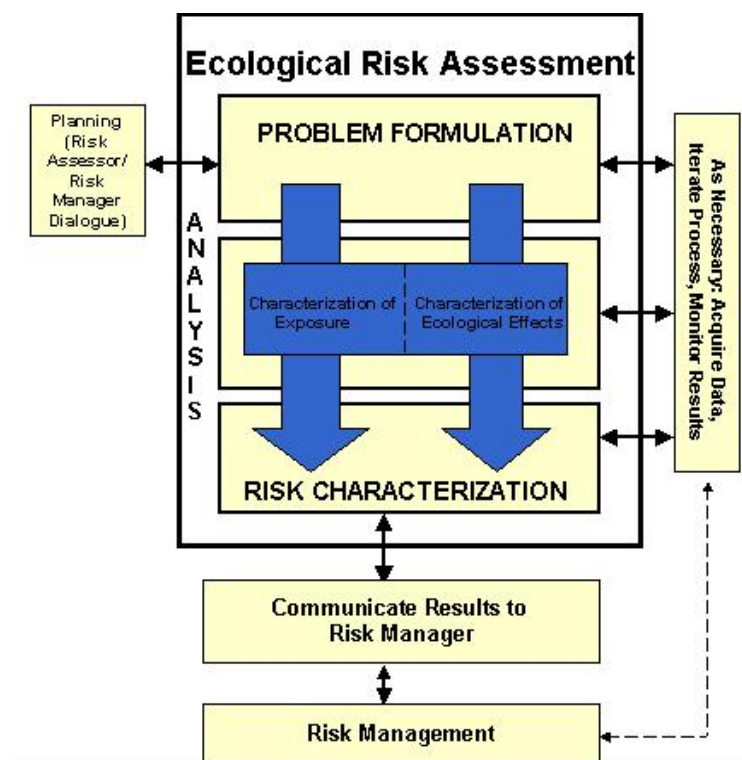 Ecological Risk Assessment
Planning
(Risk
Assessor/
Risk
Manager
Dialogue)
PROBLEM FORMULATION
ANALYSIS
Characterization of
Exposure
Characterization of
Ecological Effects
As Necessary: Acquire Data,
Iterate Process, Monitor Results
RISK CHARACTERIZATION
Communicate Results to
Risk Manager
Risk Management